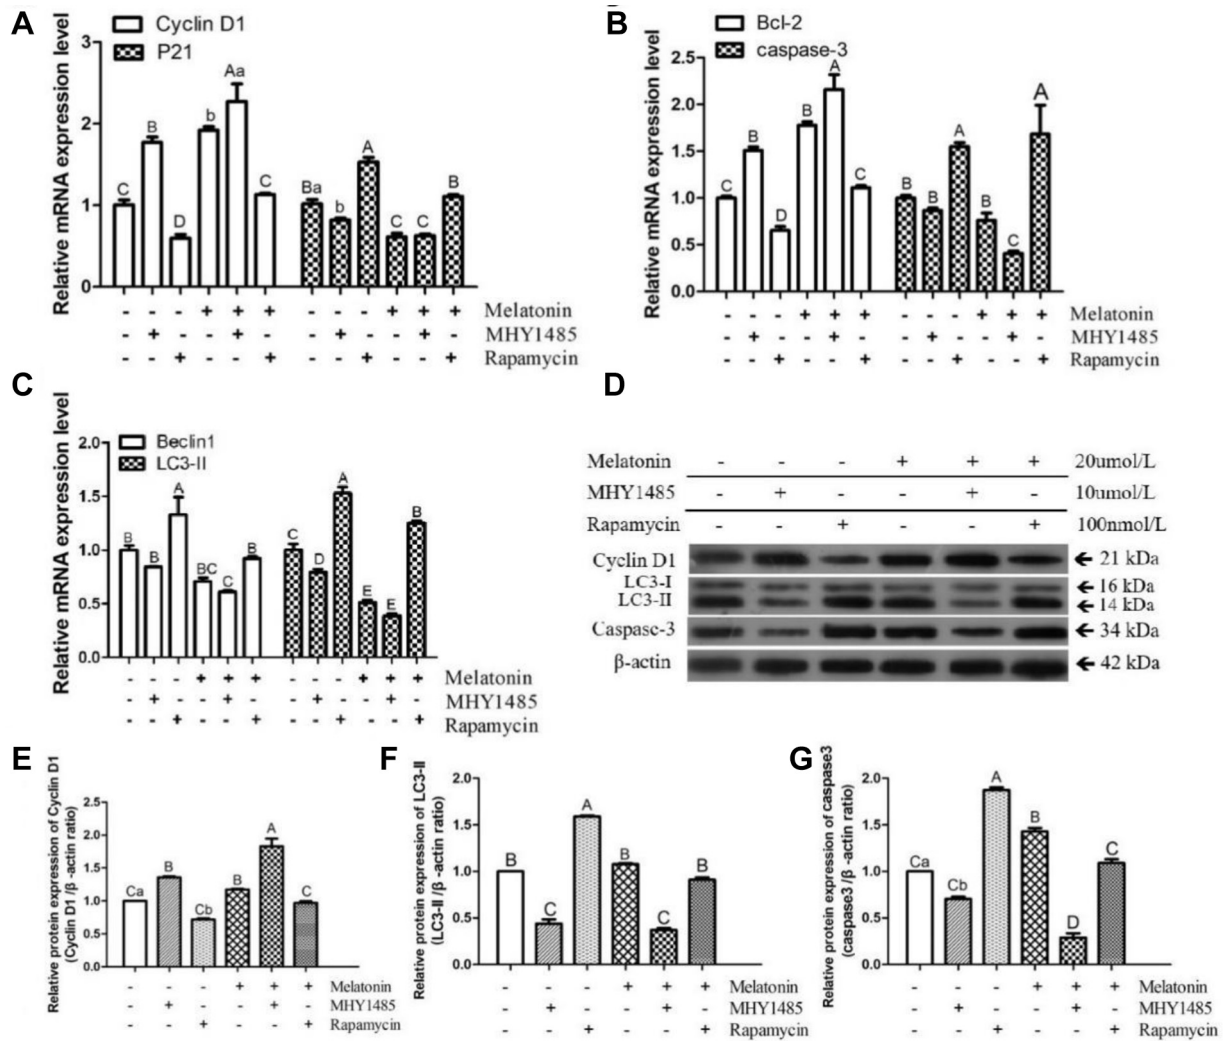 A
Cyclin D1
P21
Relative mRNA expression level
3
2
1
0
C B D b Aa C Ba b A C C B
- - - + + + - - - + + + Melatonin
- + - - + - - + - - + - MHY1485
- - + - - + - - + - - + Rapamycin
B
Bcl-2
caspase-3
Relative mRNA expression level
2.5
2.0
1.5
1.0
0.5
0.0
C B D B A C B B A B C A
- - - + + + - - - + + + Melatonin
- + - - + - - + - - + - MHY1485
- - + - - + - - + - - + Rapamycin
C
Beclin1
LC3-II
Relative mRNA expression level
2.0
1.5
1.0
0.5
0.0
B B A BC C B C D A E E B
- - - + + + - - - + + + Melatonin
- + - - + - - + - - + - MHY1485
- - + - - + - - + - - + Rapamycin
D
Melatonin - - - + + + 20umol/L
MHY1485 - + - - + - 10umol/L
Rapamycin - - + - - + 100nmol/L
Cyclin D1 ← 21 kDa
LC3-I ← 16 kDa
LC3-II ← 14 kDa
Caspase-3 ← 34 kDa
β-actin ← 42 kDa
E
Relative protein expression of Cyclin D1
(Cyclin D1 /β -actin ratio)
2.5
2.0
1.5
1.0
0.5
0.0
Ca B Cb B A C
- - - + + + Melatonin
- + - - + - MHY1485
- - + - - + Rapamycin
F
Relative protein expression of LC3-II
(LC3-II /β -actin ratio)
2.0
1.5
1.0
0.5
0.0
B C A B C B
- - - + + + Melatonin
- + - - + - MHY1485
- - + - - + Rapamycin
G
Relative protein expression of caspase3
(caspase3 /β -actin ratio)
2.0
1.5
1.0
0.5
0.0
Ca Cb A B D C
- - - + + + Melatonin
- + - - + - MHY1485
- - + - - + Rapamycin